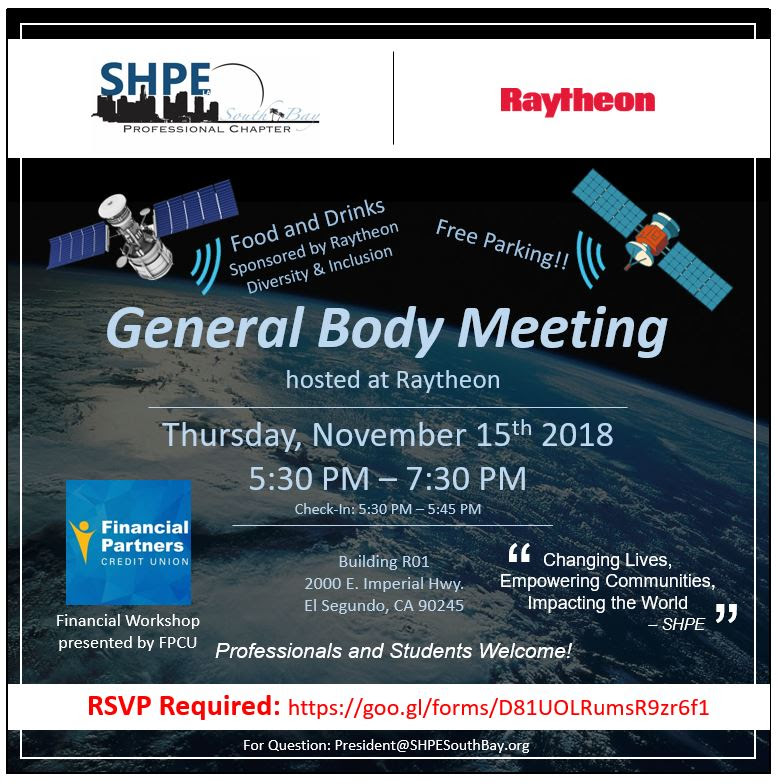 SHPE
LA
South Bay
PROFESSIONAL CHAPTER
Raytheon
Food and Drinks
Sponsored by Raytheon
Diversity & Inclusion
Free Parking!!
General Body Meeting
hosted at Raytheon
Thursday, November 15th 2018
5:30 PM – 7:30 PM
Check-In: 5:30 PM – 5:45 PM
Financial
Partners
CREDIT UNION
Financial Workshop
presented by FPCU
Building R01
2000 E. Imperial Hwy.
El Segundo, CA 90245
“ Changing Lives,
Empowering Communities,
Impacting the World ”
– SHPE
Professionals and Students Welcome!
RSVP Required: https://goo.gl/forms/D81UOLRumsR9zr6f1
For Question: President@SHPESouthBay.org